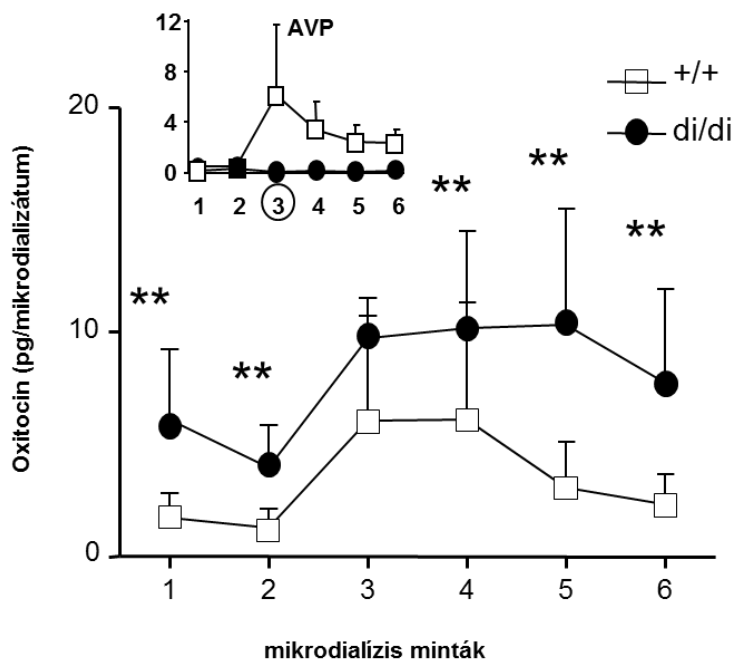 12
AVP
8
4
0
1 2 3 4 5 6
+/+
di/di
20
**
**
**
**
**
10
0
Oxitocin (pg/mikrodializátum)
1 2 3 4 5 6
mikrodialízis minták